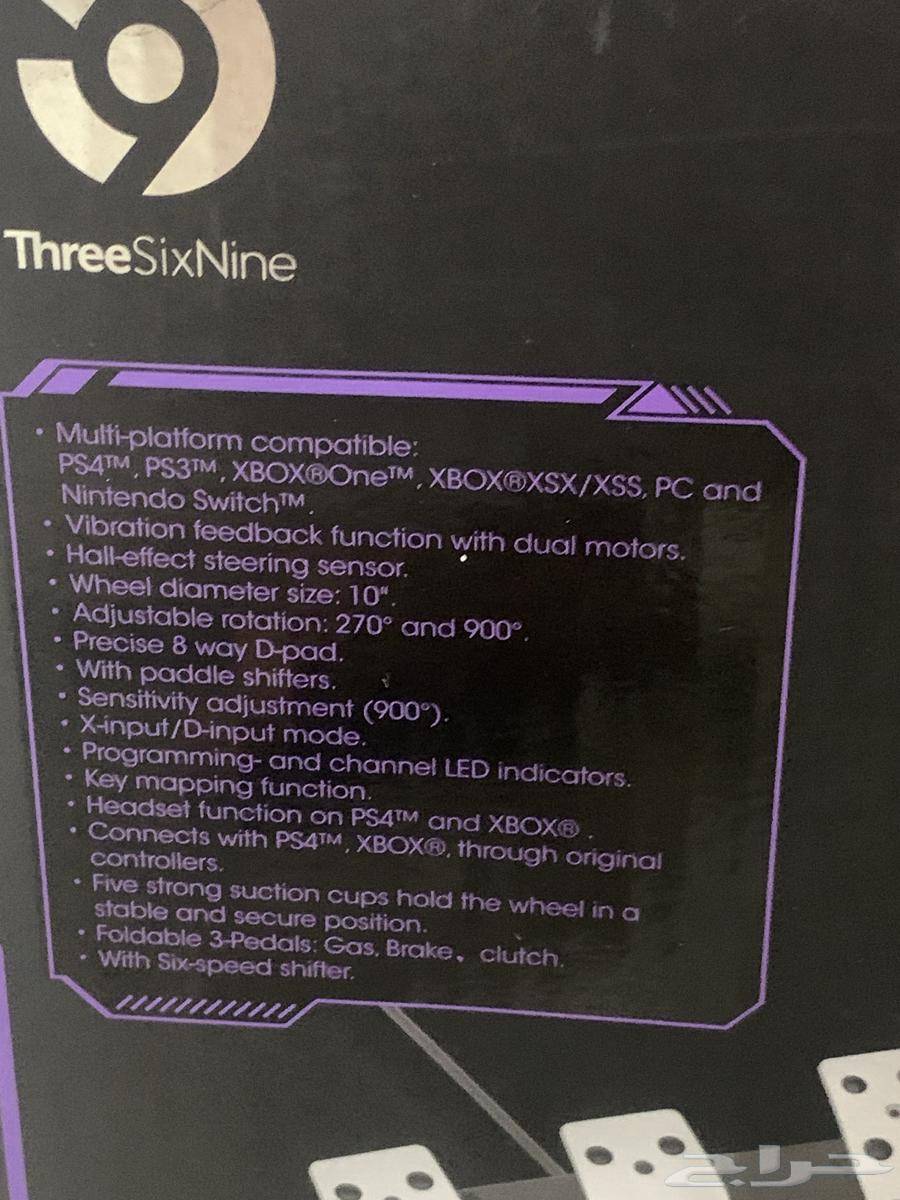 ThreeSixNine
• Multi-platform compatible:
PS4™, PS3™, XBOX®One™, XBOX®XSX/XSS, PC and
Nintendo Switch™.
• Vibration feedback function with dual motors.
• Hall-effect steering sensor.
• Wheel diameter size: 10".
• Adjustable rotation: 270° and 900°.
• Precise 8 way D-pad.
• With paddle shifters.
• Sensitivity adjustment (900°).
• X-input/D-input mode.
• Programming- and channel LED indicators.
• Key mapping function.
• Headset function on PS4™ and XBOX® .
• Connects with PS4™, XBOX®, through original
controllers.
• Five strong suction cups hold the wheel in a
stable and secure position.
• Foldable 3-Pedals: Gas, Brake、clutch.
• With Six-speed shifter.
حراج